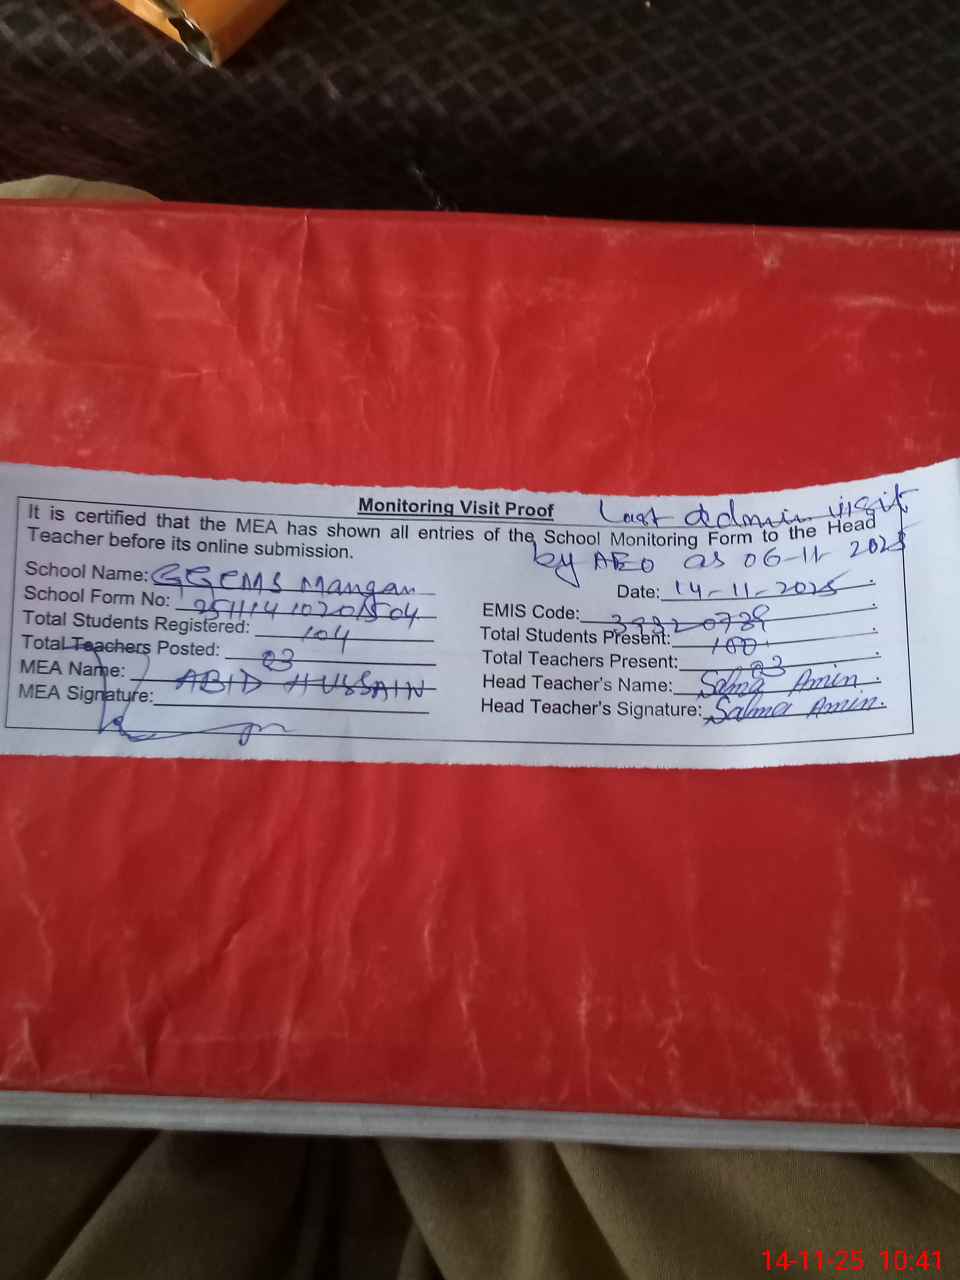 Monitoring Visit Proof
Last Admin visit
by AEO as 06-11 2025
It is certified that the MEA has shown all entries of the School Monitoring Form to the Head
Teacher before its online submission.
School Name: GGEMS Mangan
Date: 14-11-2025
School Form No:
EMIS Code:
Total Students Registered: 104
Total Students Present: 100
Total Teachers Posted: 03
Total Teachers Present: 03
MEA Name: ABID HUSSAIN
Head Teacher's Name: Salma Amin.
MEA Signature:
Head Teacher's Signature: Salma Amin.
14-11-25 10:41